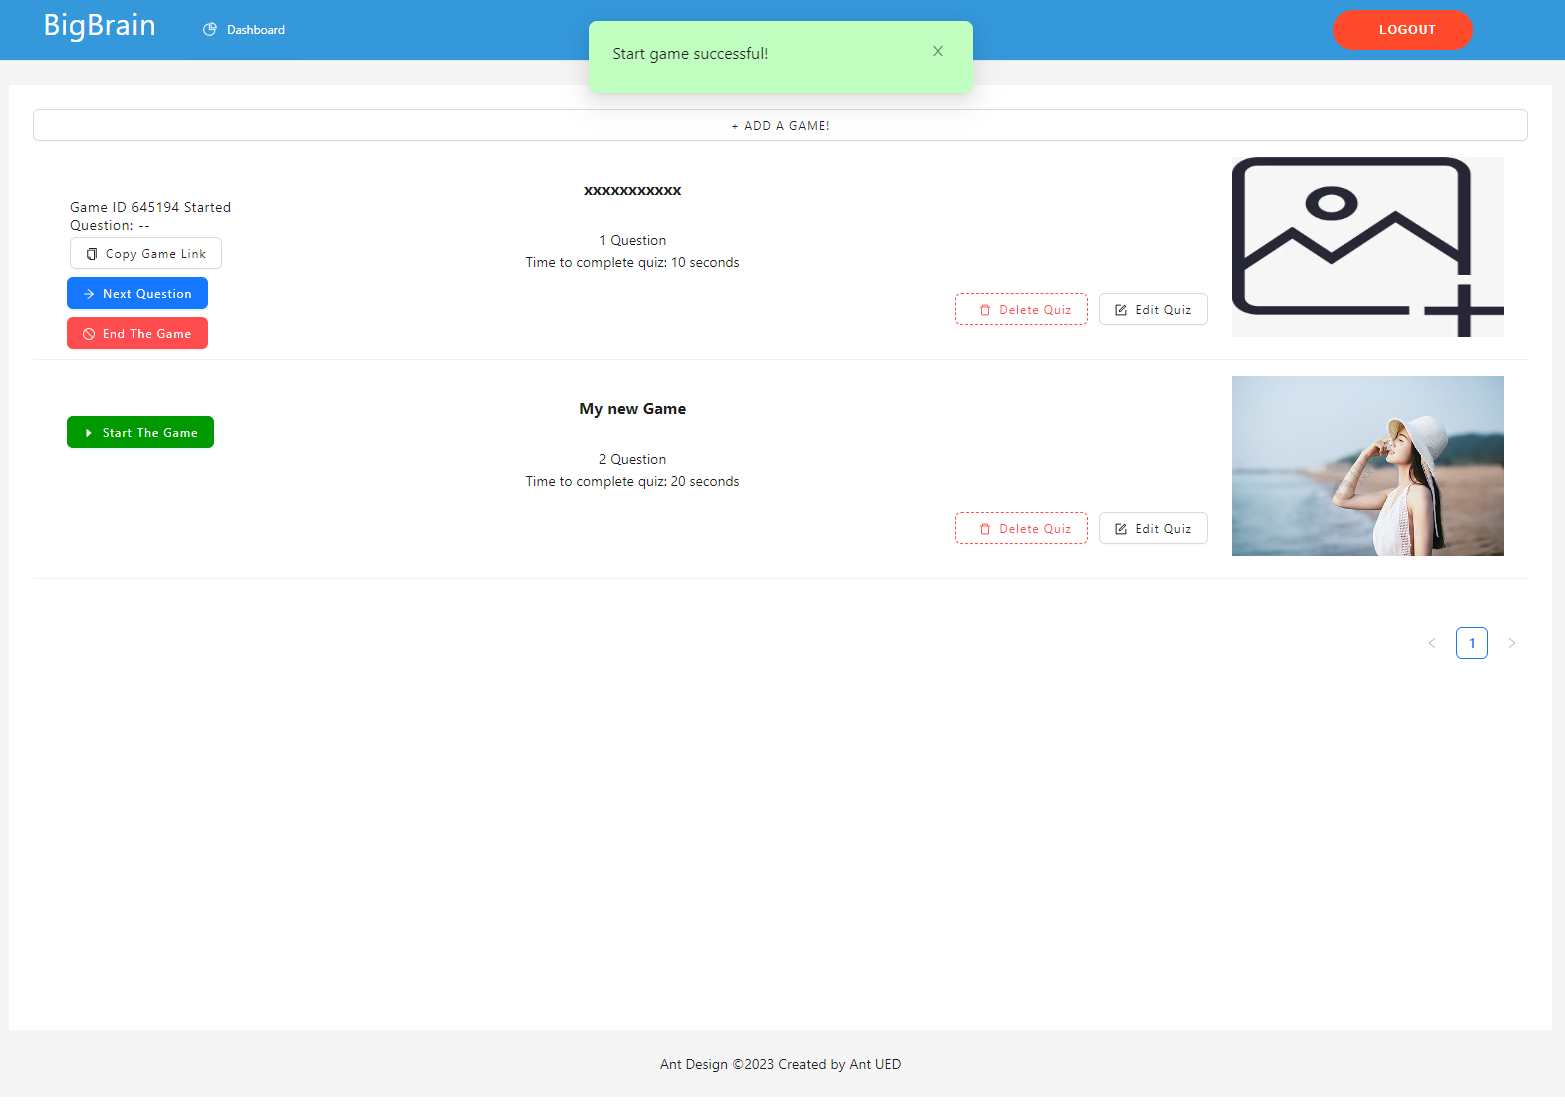 BigBrain
Dashboard
Start game successful!
LOGOUT
+ ADD A GAME!
xxxxxxxxxxx
Game ID 645194 Started
Question: --
1 Question
Copy Game Link
Time to complete quiz: 10 seconds
Next Question
Delete Quiz
Edit Quiz
End The Game
My new Game
Start The Game
2 Question
Time to complete quiz: 20 seconds
Delete Quiz
Edit Quiz
< 1 >
Ant Design ©2023 Created by Ant UED